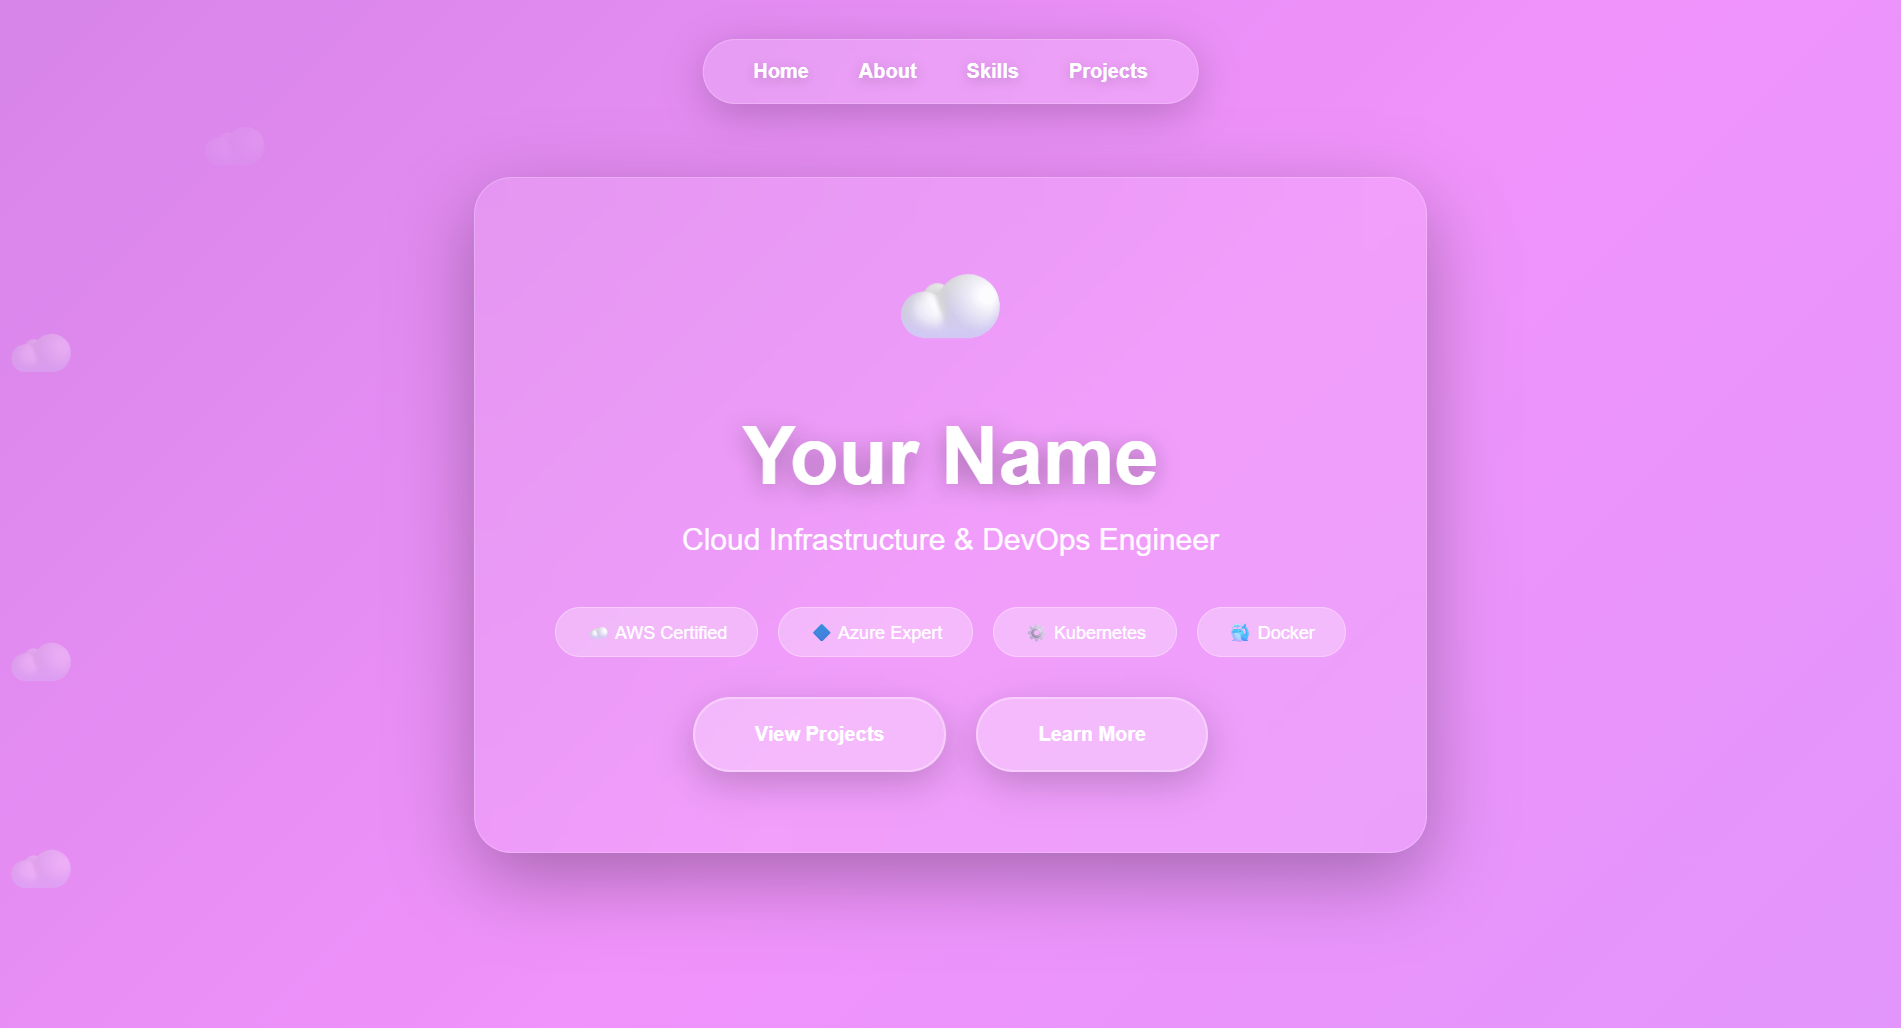 Home About Skills Projects
Your Name
Cloud Infrastructure & DevOps Engineer
AWS Certified Azure Expert Kubernetes Docker
View Projects Learn More